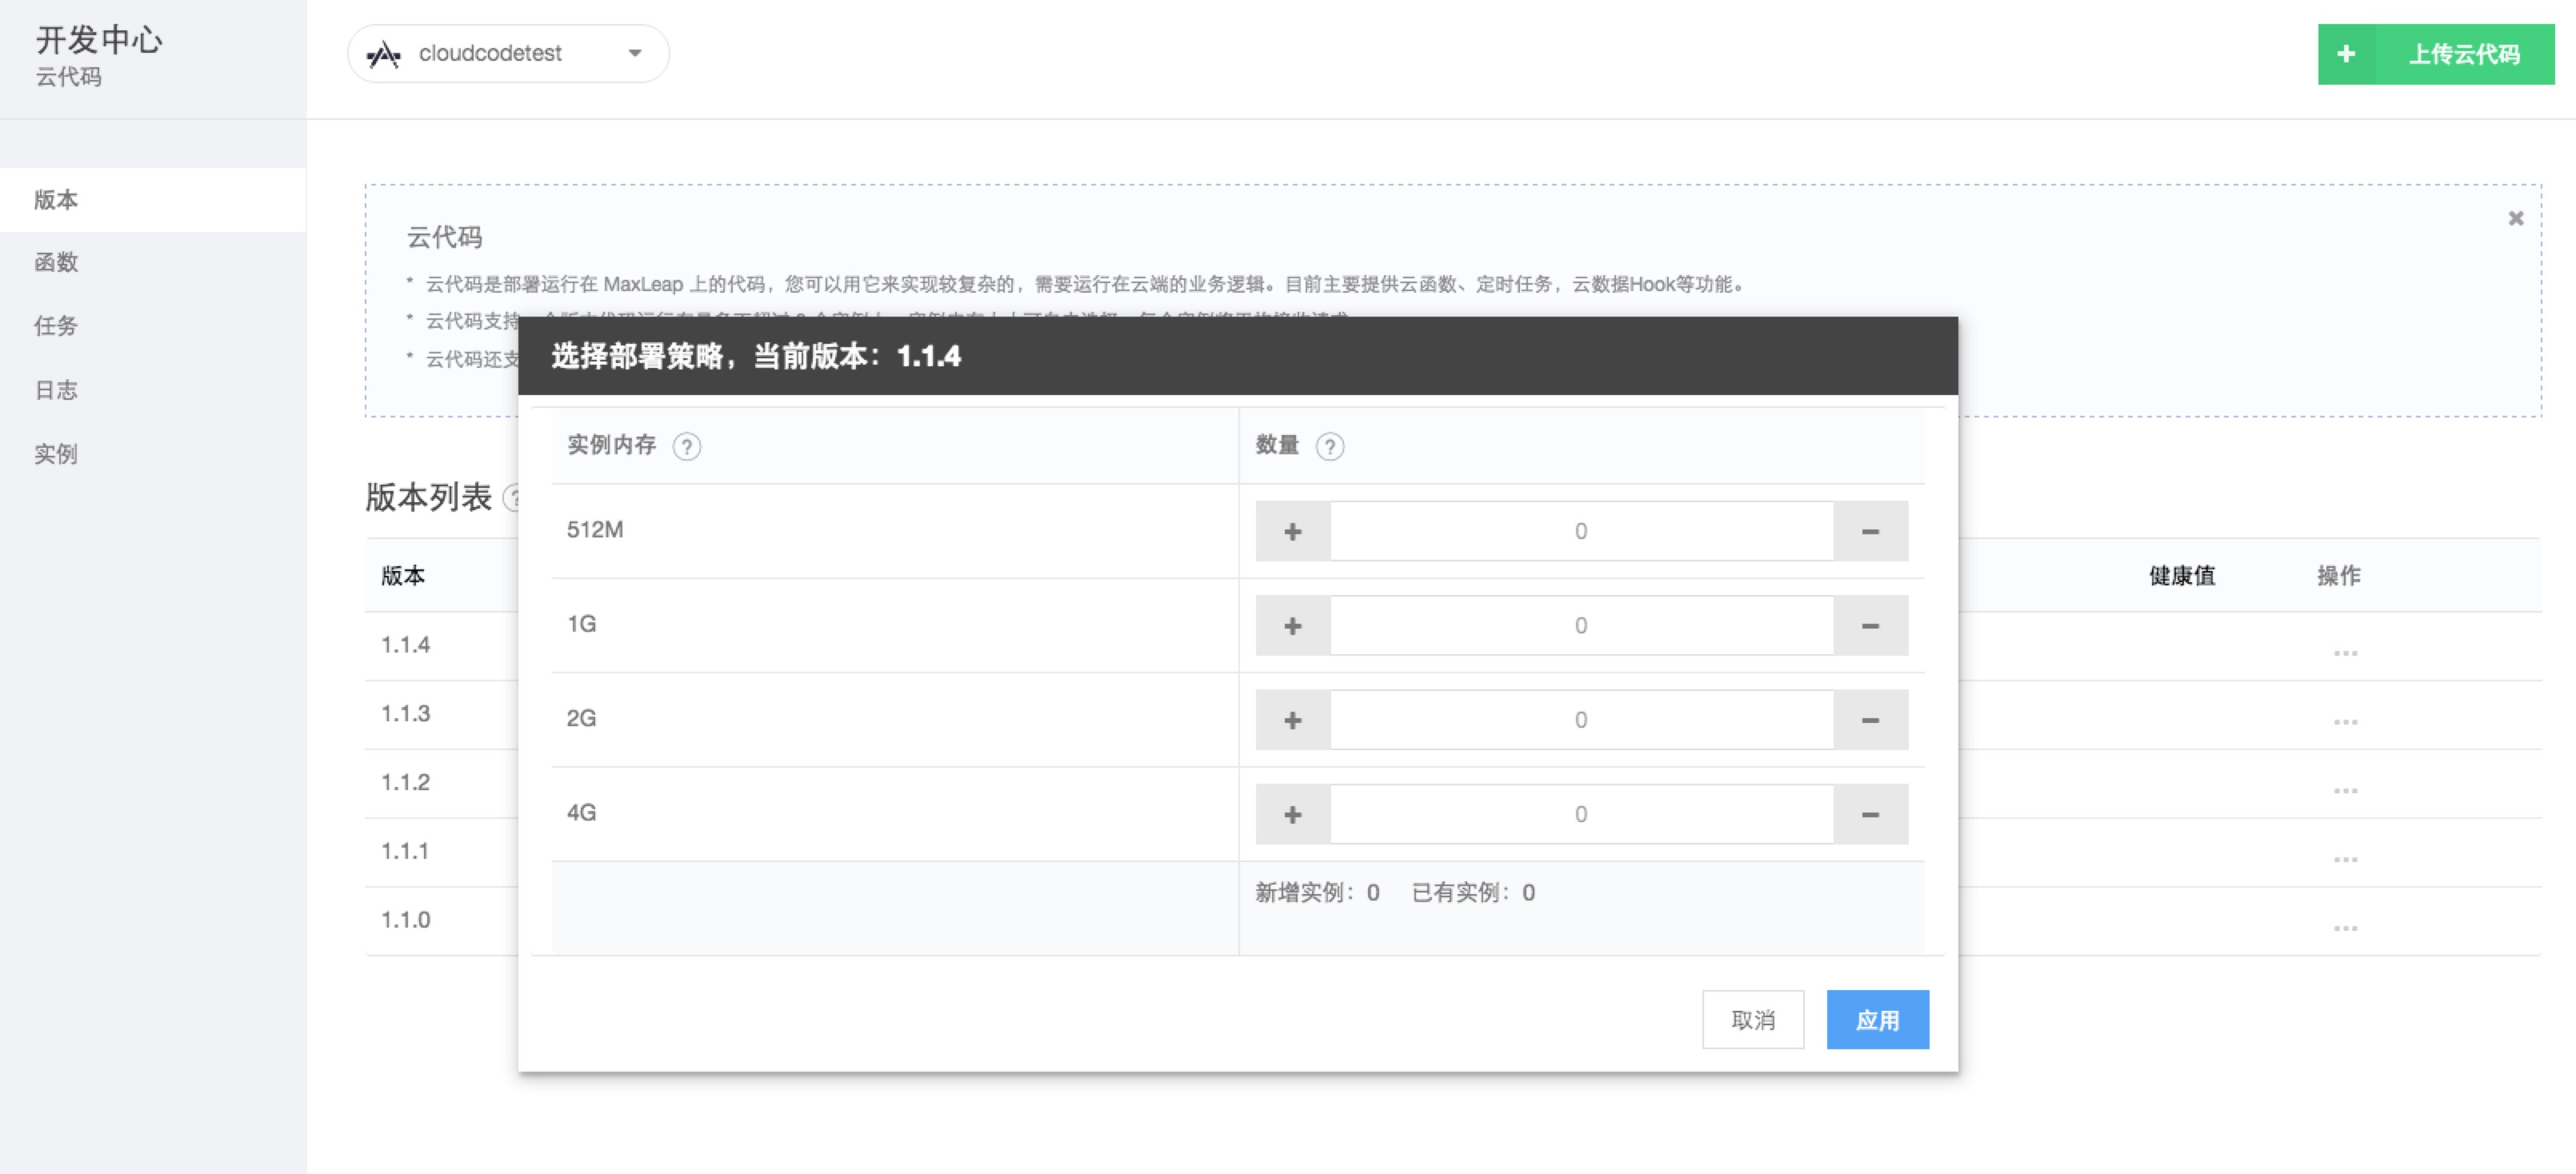 开发中心
云代码
cloudcodetest
上传云代码
版本
函数
任务
日志
实例
云代码
* 云代码是部署运行在 MaxLeap 上的代码，您可以用它来实现较复杂的，需要运行在云端的业务逻辑。目前主要提供云函数、定时任务，云数据Hook等功能。
* 云代码支持
* 云代码还支
选择部署策略，当前版本：1.1.4
实例内存 ?
数量 ?
512M
0
1G
0
2G
0
4G
0
新增实例：0 已有实例：0
取消
应用
版本列表
版本
健康值
操作
1.1.4
1.1.3
1.1.2
1.1.1
1.1.0